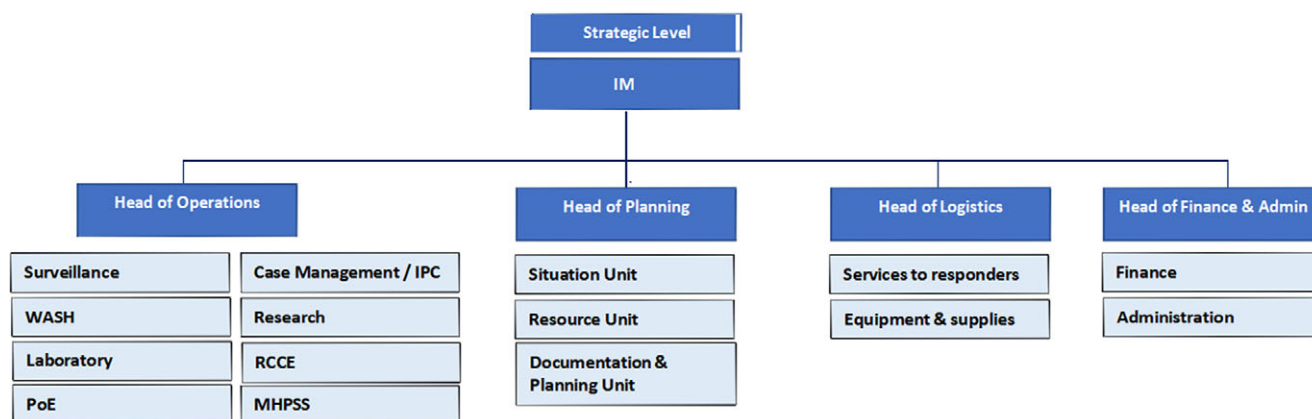 Strategic Level
IM
Head of Operations
Head of Planning
Head of Logistics
Head of Finance & Admin
Surveillance
Case Management / IPC
WASH
Research
Laboratory
RCCE
PoE
MHPSS
Situation Unit
Resource Unit
Documentation &
Planning Unit
Services to responders
Equipment & supplies
Finance
Administration